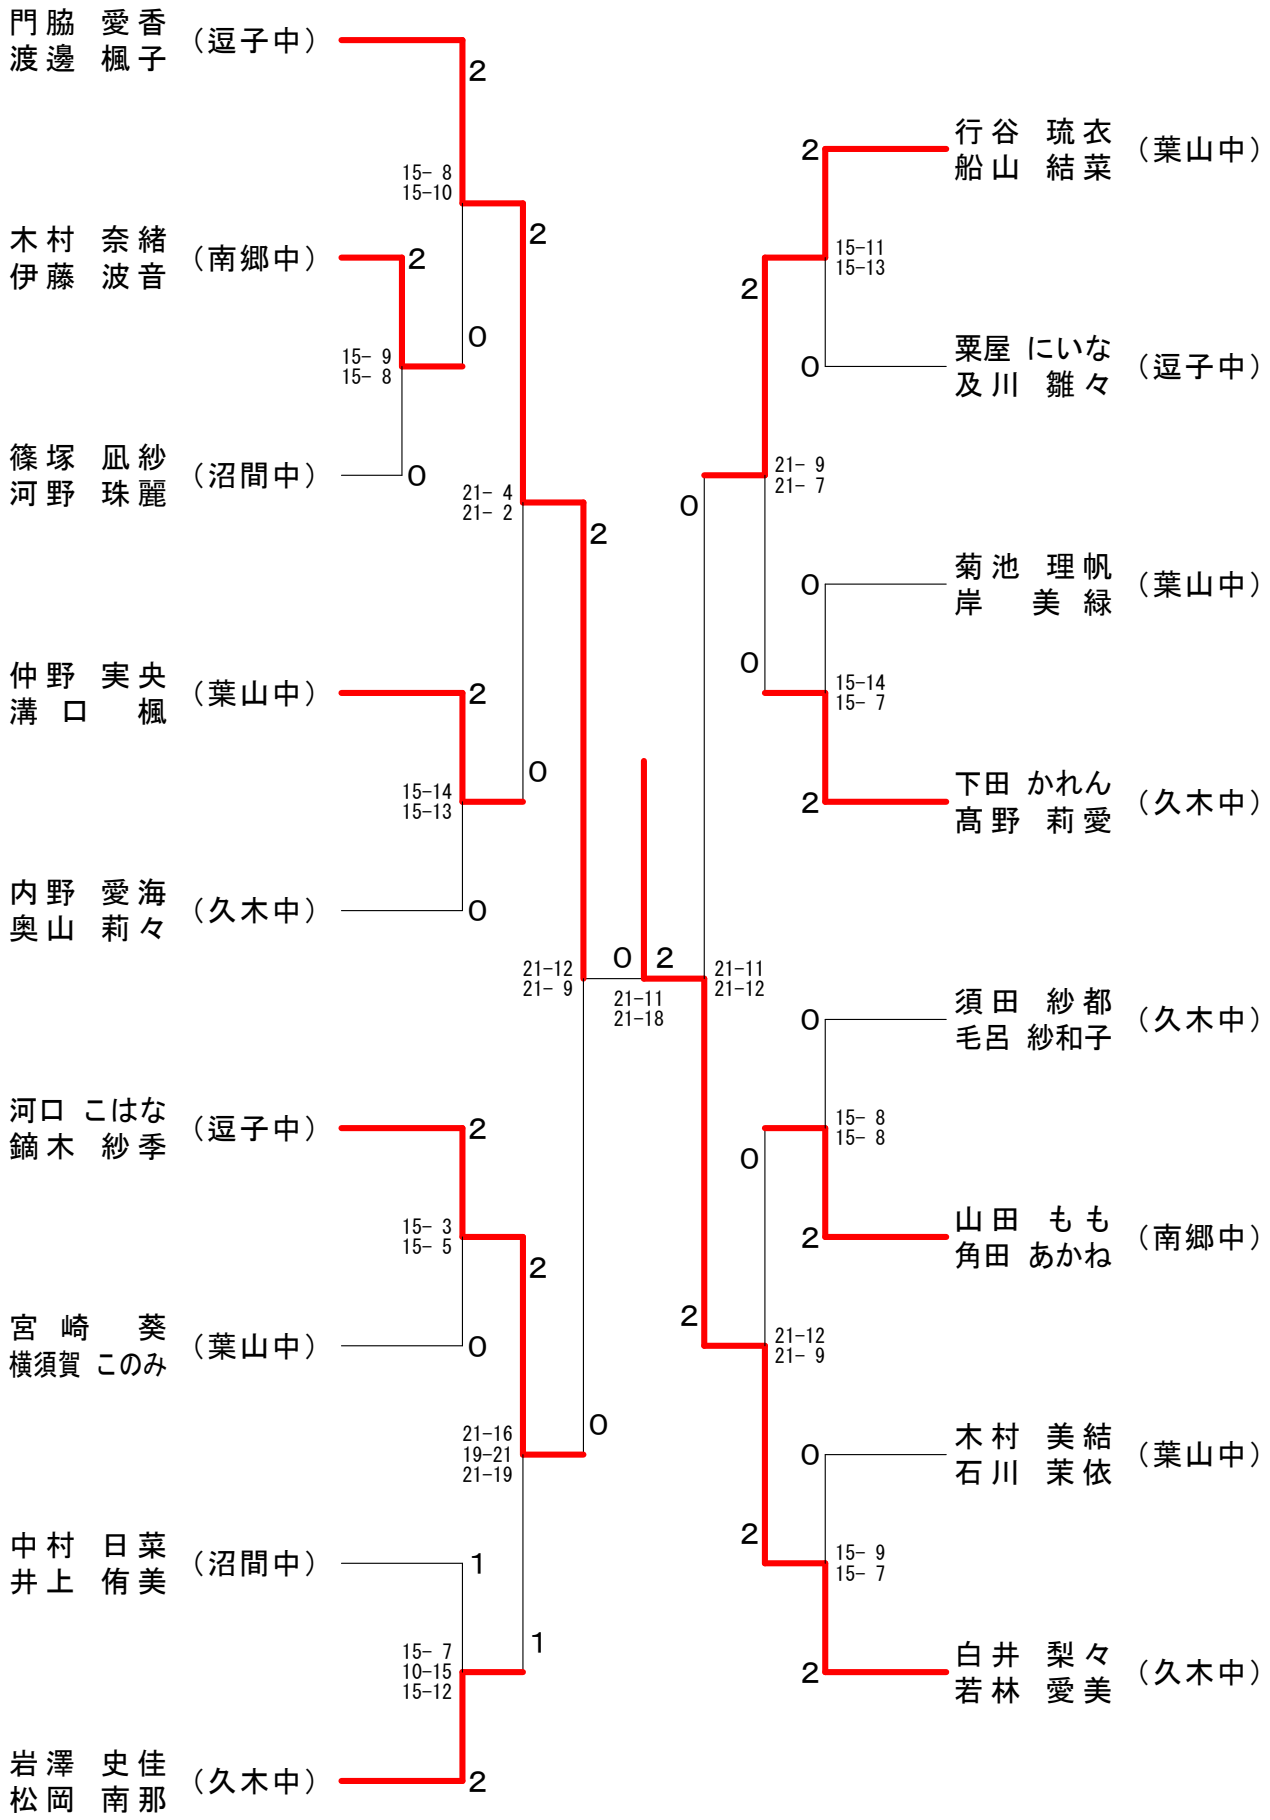 門脇 愛香
渡邊 楓子
(逗子中)
2
15- 8
15-10
2
木村 奈緒
伊藤 波音
(南郷中)
2
0
15- 9
15- 8
篠塚 凪紗
河野 珠麗
(沼間中)
0
21- 4
21- 2
2
仲野 実央
溝口 楓
(葉山中)
2
0
15-14
15-13
内野 愛海
奥山 莉々
(久木中)
0
21-12
21- 9
0
2
21-11
21-18
河口 こはな
鏑木 紗季
(逗子中)
2
15- 3
15- 5
2
宮崎 葵
横須賀 このみ
(葉山中)
0
21-16
19-21
21-19
0
中村 日菜
井上 侑美
(沼間中)
1
15- 7
10-15
15-12
1
岩澤 史佳
松岡 南那
(久木中)
2
2
行谷 琉衣
船山 結菜
(葉山中)
15-11
15-13
2
0
粟屋 にいな
及川 雛々
(逗子中)
21- 9
21- 7
0
0
菊池 理帆
岸 美緑
(葉山中)
0
15-14
15- 7
2
下田 かれん
髙野 莉愛
(久木中)
21-11
21-12
0
須田 紗都
毛呂 紗和子
(久木中)
15- 8
15- 8
0
2
山田 もも
角田 あかね
(南郷中)
2
21-12
21- 9
0
木村 美結
石川 茉依
(葉山中)
2
15- 9
15- 7
2
白井 梨々
若林 愛美
(久木中)